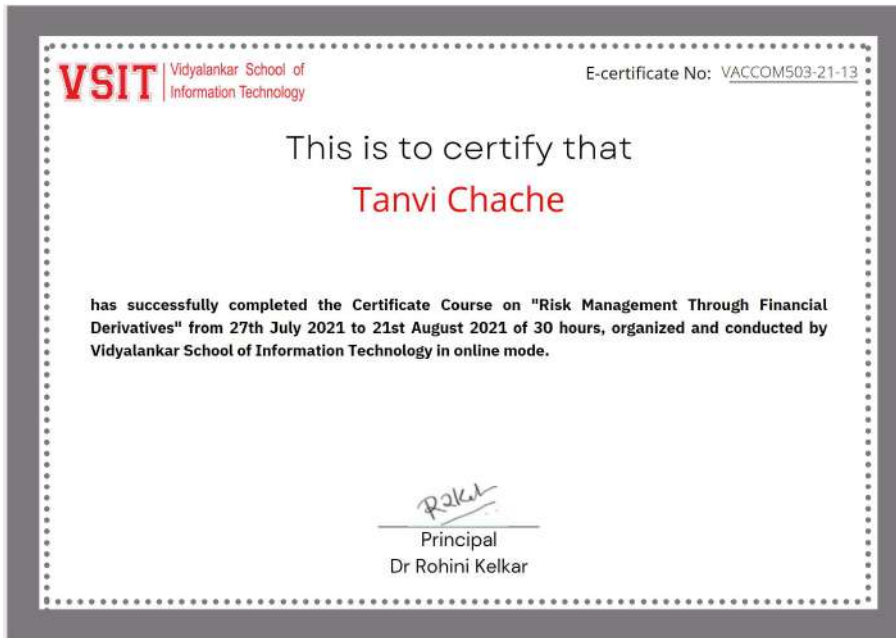 VSIT
Vidyalankar School of
Information Technology
E-certificate No: VACCOM503-21-13
This is to certify that
Tanvi Chache
has successfully completed the Certificate Course on "Risk Management Through Financial
Derivatives" from 27th July 2021 to 21st August 2021 of 30 hours, organized and conducted by
Vidyalankar School of Information Technology in online mode.
Principal
Dr Rohini Kelkar